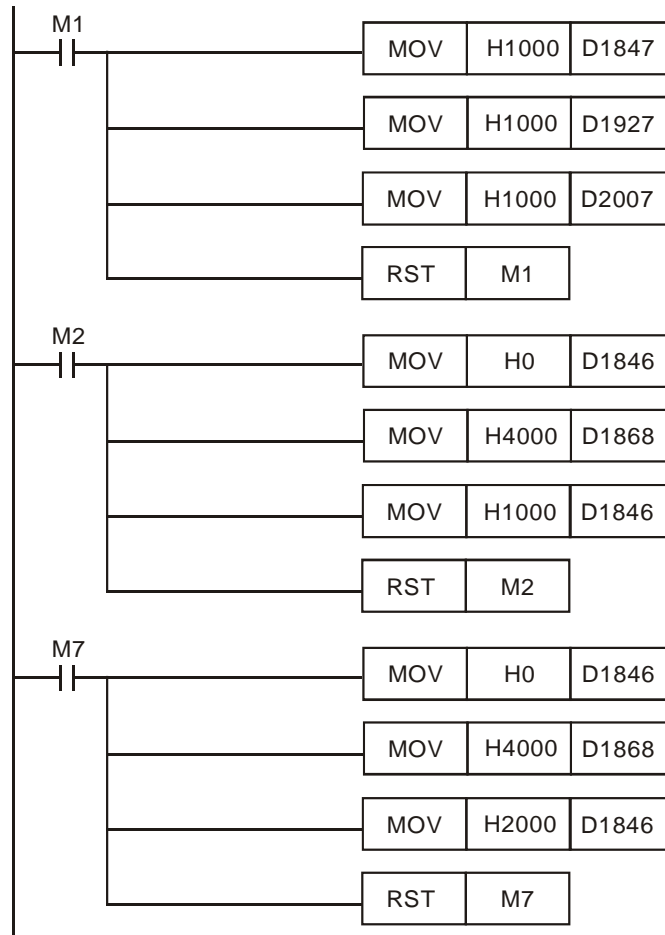 M1
MOV H1000 D1847
MOV H1000 D1927
MOV H1000 D2007
RST M1
M2
MOV H0 D1846
MOV H4000 D1868
MOV H1000 D1846
RST M2
M7
MOV H0 D1846
MOV H4000 D1868
MOV H2000 D1846
RST M7